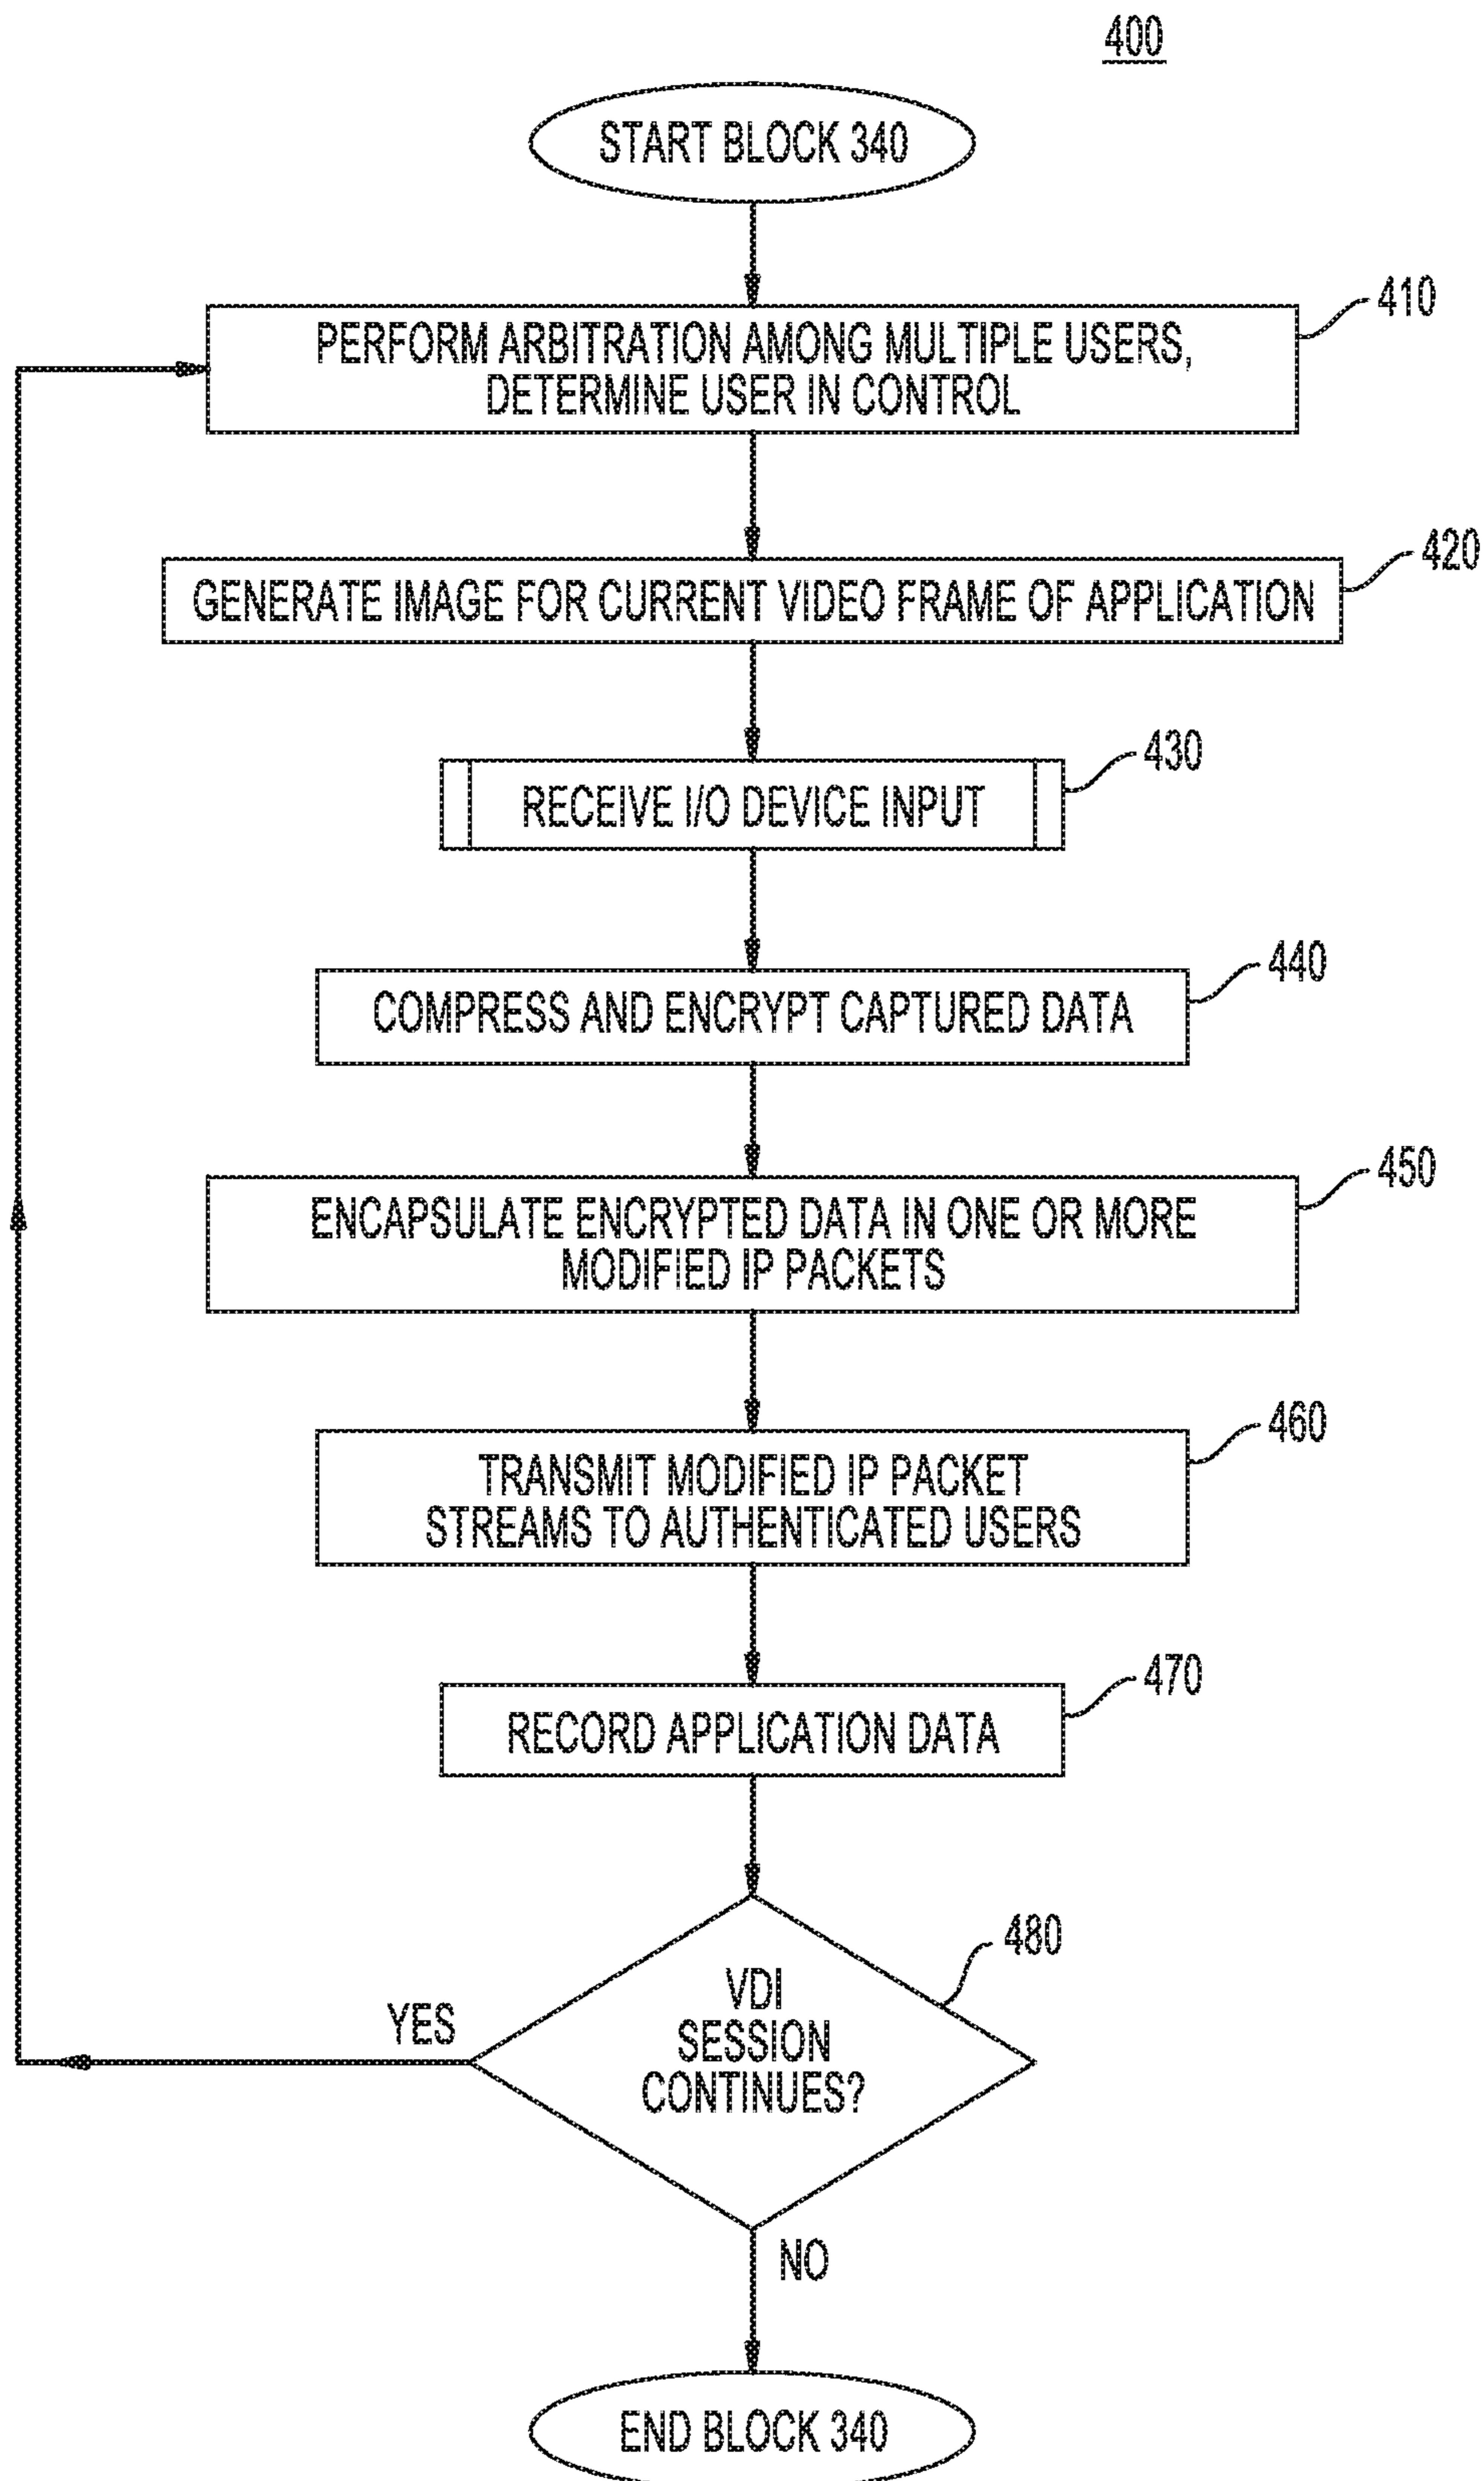 400
START BLOCK 340
410
PERFORM ARBITRATION AMONG MULTIPLE USERS,
DETERMINE USER IN CONTROL
420
GENERATE IMAGE FOR CURRENT VIDEO FRAME OF APPLICATION
430
RECEIVE I/O DEVICE INPUT
440
COMPRESS AND ENCRYPT CAPTURED DATA
450
ENCAPSULATE ENCRYPTED DATA IN ONE OR MORE
MODIFIED IP PACKETS
460
TRANSMIT MODIFIED IP PACKET
STREAMS TO AUTHENTICATED USERS
470
RECORD APPLICATION DATA
480
VDI
SESSION
CONTINUES?
YES
NO
END BLOCK 340